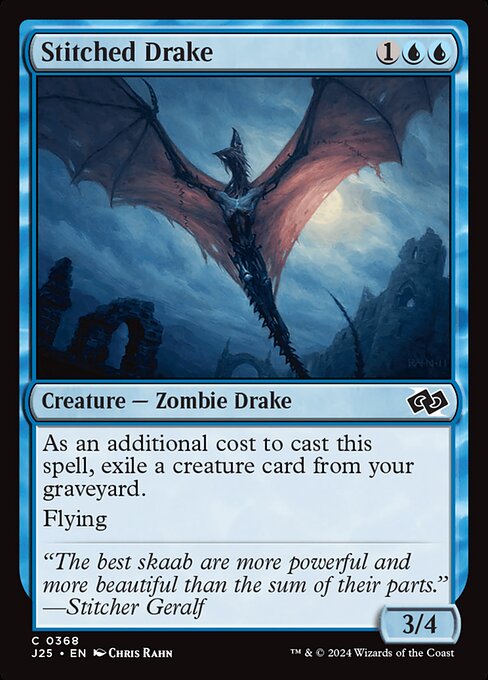 Stitched Drake 1
Creature — Zombie Drake
As an additional cost to cast this
spell, exile a creature card from your
graveyard.
Flying
“The best skaab are more powerful and
more beautiful than the sum of their parts.”
—Stitcher Geralf
3/4
C 0368
J25 • EN Chris Rahn
™ & © 2024 Wizards of the Coast